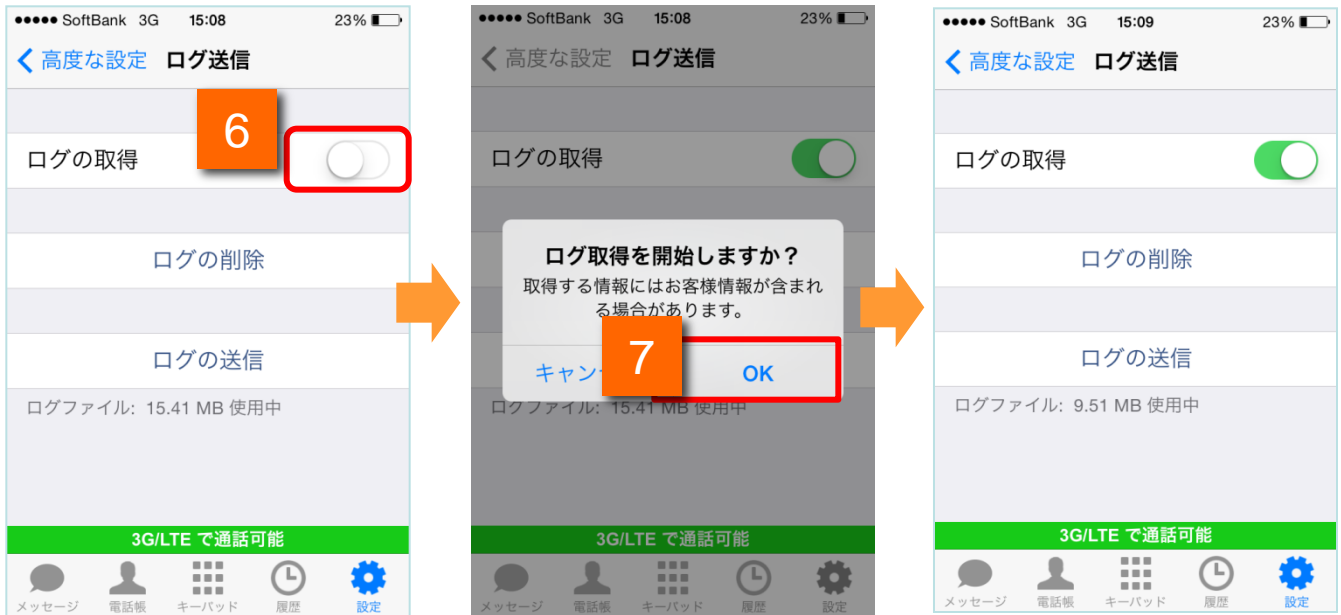 SoftBank 3G 15:08 23%
高度な設定 ログ送信
6
ログの取得
ログの削除
ログの送信
ログファイル: 15.41 MB 使用中
3G/LTE で通話可能
メッセージ 電話帳 キーパッド 履歴 設定
SoftBank 3G 15:08 23%
高度な設定 ログ送信
ログの取得
ログ取得を開始しますか？
取得する情報にはお客様情報が含まれ
る場合があります。
7
キャン OK
ログファイル: 15.41 MB 使用中
3G/LTE で通話可能
メッセージ 電話帳 キーパッド 履歴 設定
SoftBank 3G 15:09 23%
高度な設定 ログ送信
ログの取得
ログの削除
ログの送信
ログファイル: 9.51 MB 使用中
3G/LTE で通話可能
メッセージ 電話帳 キーパッド 履歴 設定